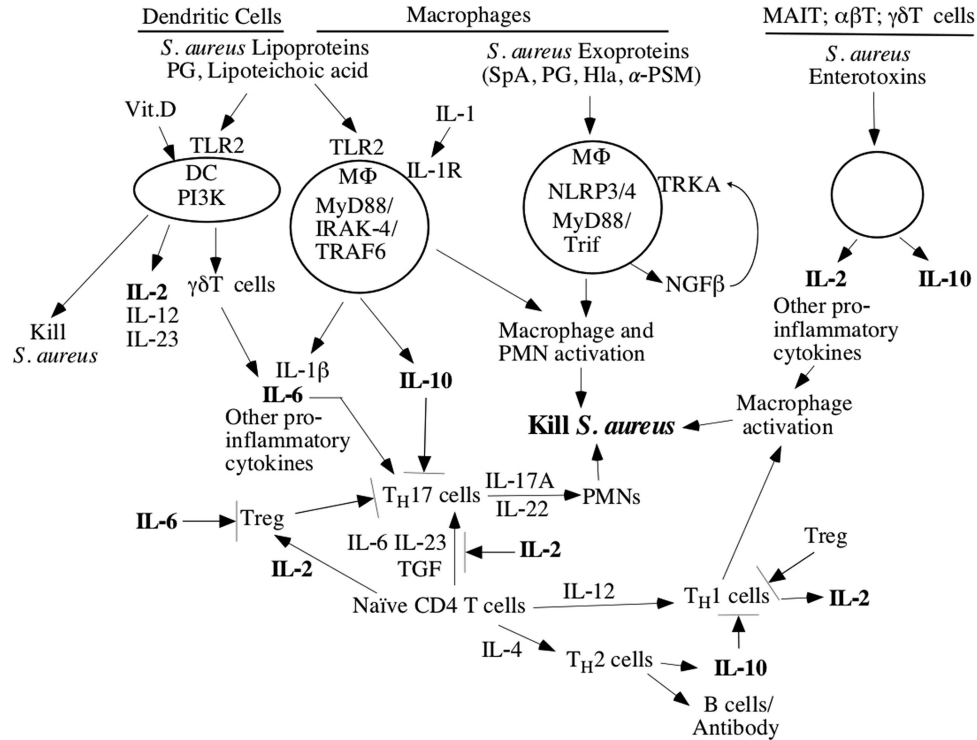 Dendritic Cells
Macrophages
MAIT; αβT; γδT cells
S. aureus Lipoproteins
PG, Lipoteichoic acid
S. aureus Exoproteins
(SpA, PG, Hla, α-PSM)
S. aureus
Enterotoxins
Vit.D
TLR2
DC
PI3K
IL-1
TLR2
IL-1R
MΦ
MyD88/
IRAK-4/
TRAF6
MΦ
NLRP3/4
MyD88/
Trif
TRKA
NGFβ
IL-2
IL-10
Other pro-
inflammatory
cytokines
Kill
S. aureus
IL-2
IL-12
IL-23
γδT cells
IL-1β
IL-6
Other pro-
inflammatory
cytokines
IL-10
Macrophage and
PMN activation
Kill S. aureus
Macrophage
activation
IL-6
Treg
TH17 cells
IL-17A
IL-22
PMNs
IL-2
IL-6 IL-23
TGF
IL-2
Treg
Naïve CD4 T cells
IL-12
TH1 cells
IL-2
IL-4
TH2 cells
IL-10
B cells/
Antibody